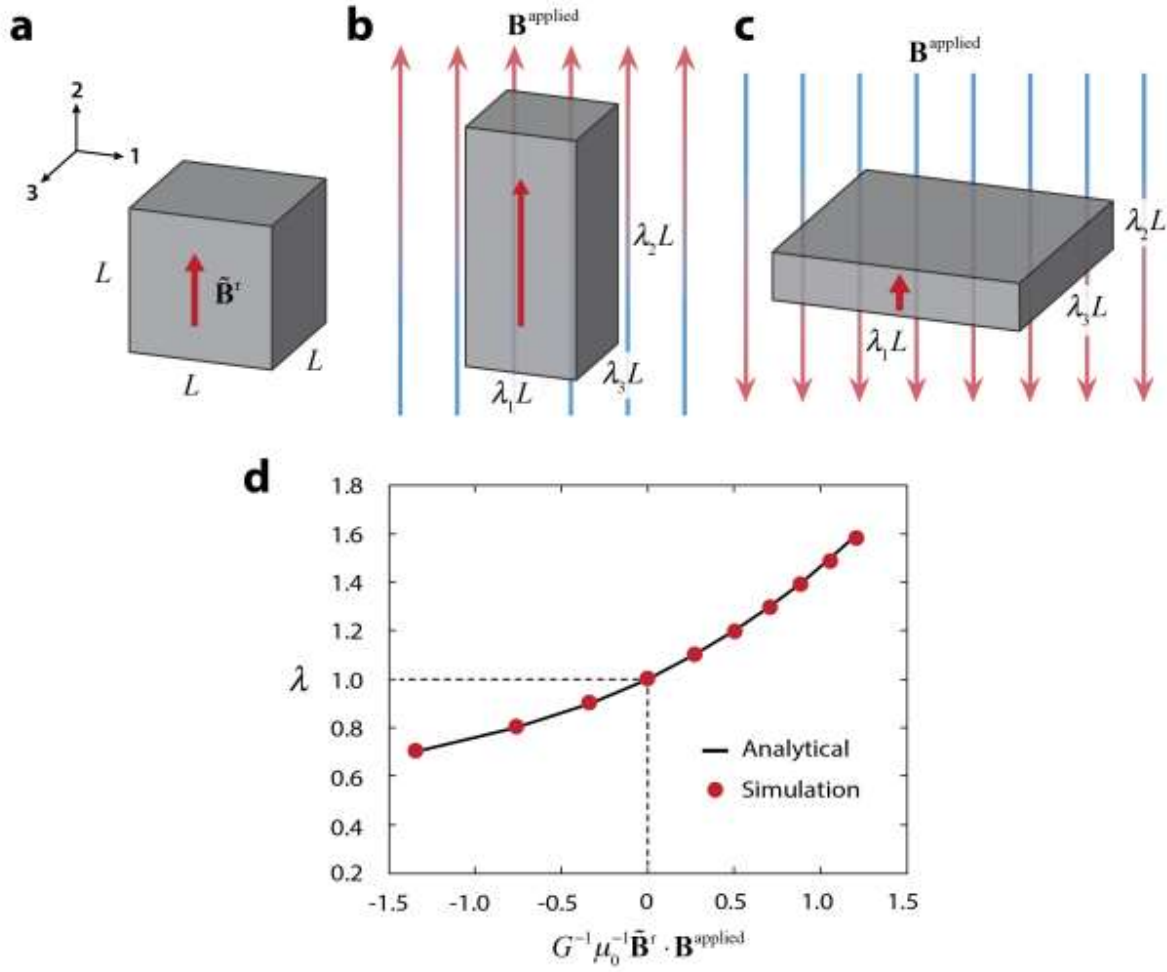 a
2
1
3
L
B̃ʳ
L
L
b
B^applied
λ₂L
λ₃L
λ₁L
c
B^applied
λ₂L
λ₃L
λ₁L
d
1.8
1.6
1.4
1.2
λ
1.0
0.8
0.6
0.4
0.2
Analytical
Simulation
-1.5 -1.0 -0.5 0 0.5 1.0 1.5
G⁻¹μ₀⁻¹B̃ʳ · B^applied